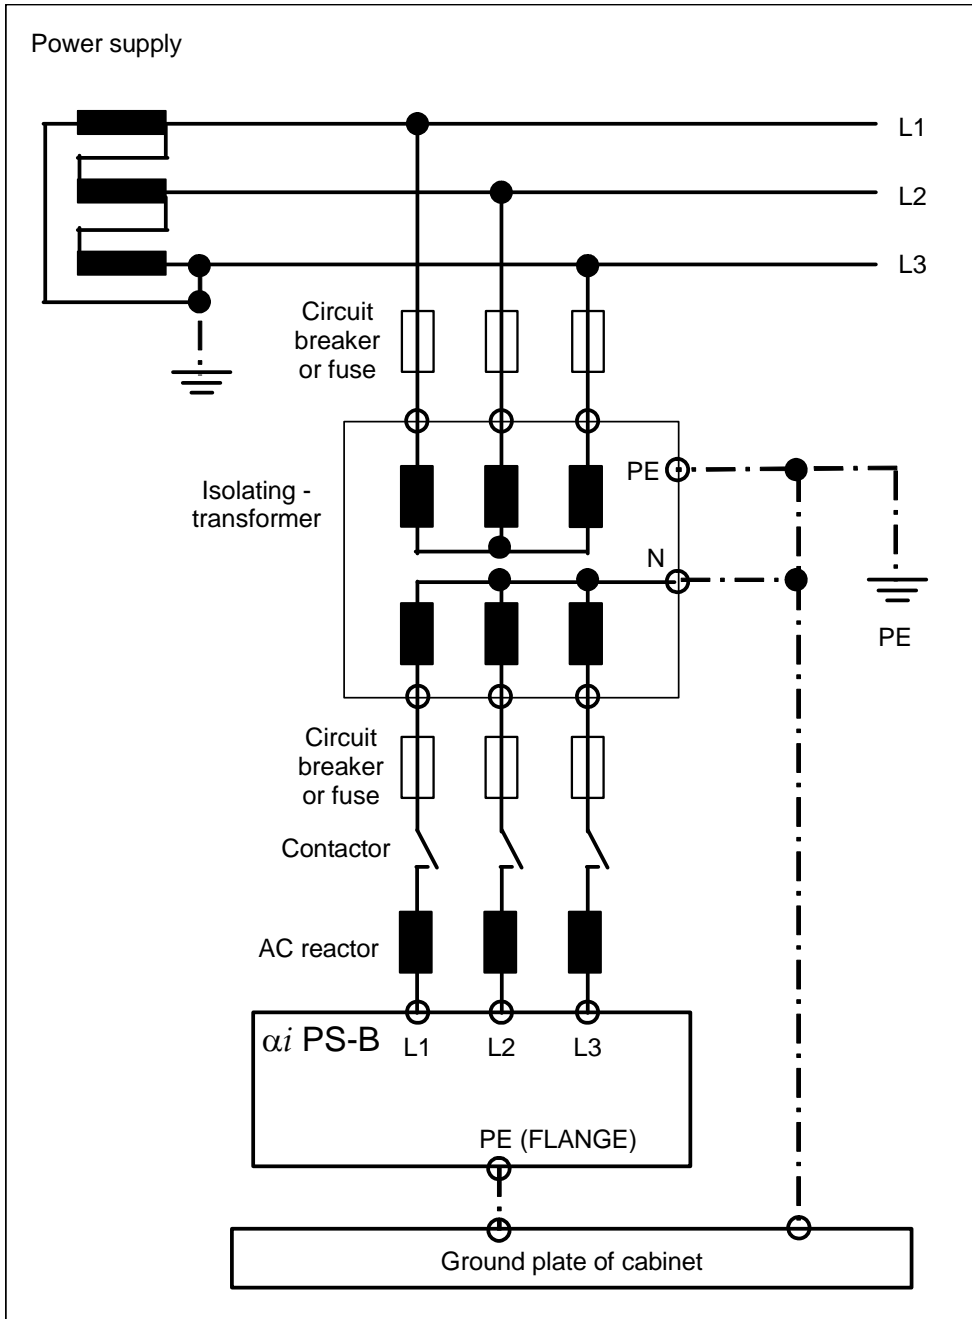 Power supply
L1
L2
L3
Circuit
breaker
or fuse
PE
Isolating -
transformer
N
PE
Circuit
breaker
or fuse
Contactor
AC reactor
αi PS-B
L1 L2 L3
PE (FLANGE)
Ground plate of cabinet